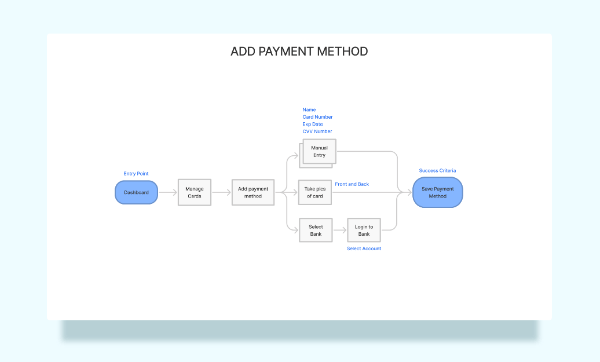 ADD PAYMENT METHOD
Name
Card Number
Exp Date
CVV Number
Manual
Entry
Entry Point
Dashboard
Manage
Cards
Add payment
method
Take pics
of card
Front and Back
Success Criteria
Save Payment
Method
Select
Bank
Login to
Bank
Select Account